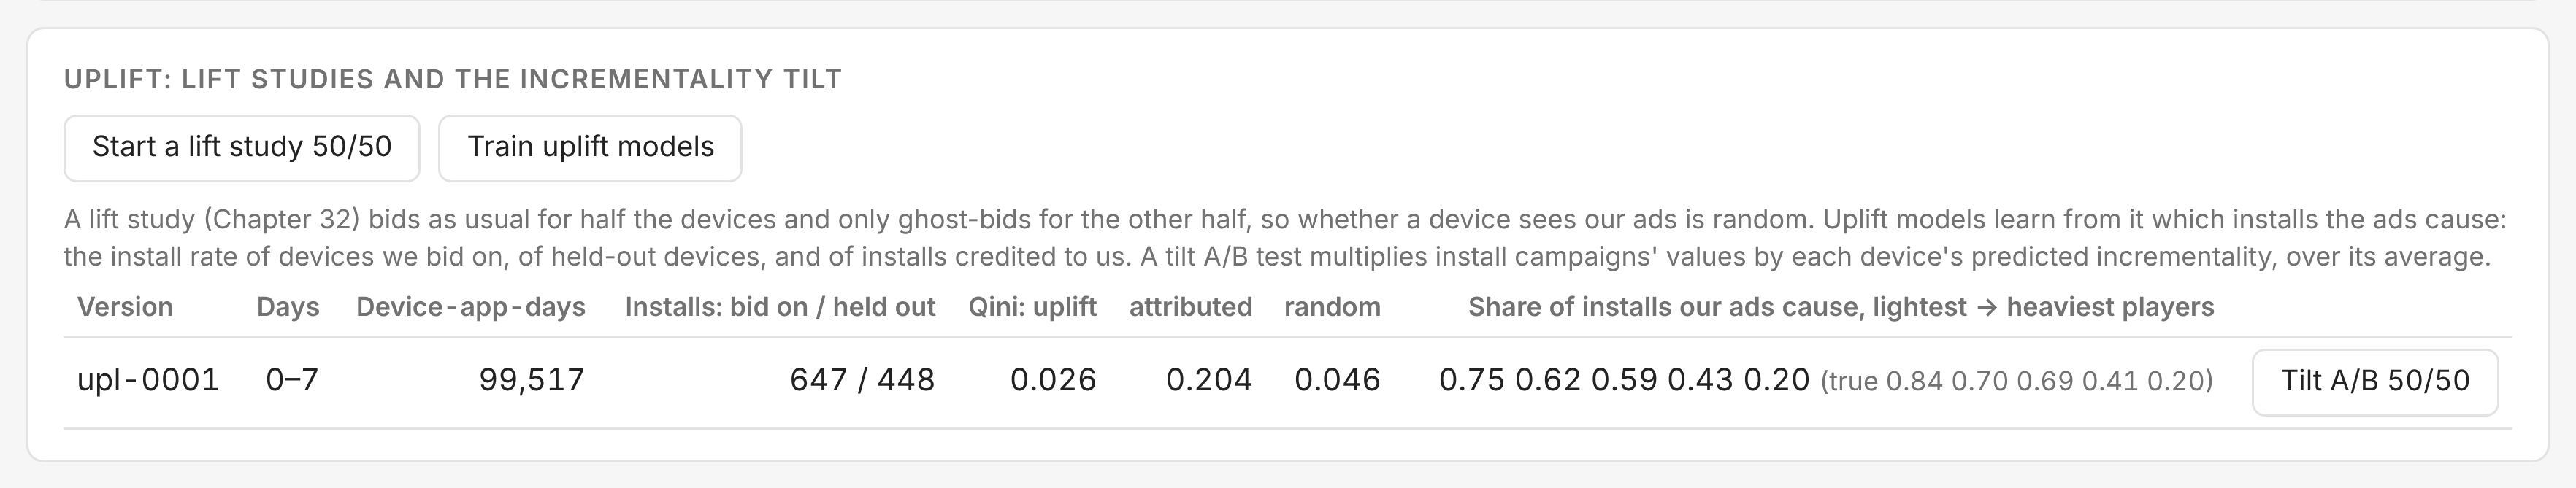 UPLIFT: LIFT STUDIES AND THE INCREMENTALITY TILT
Start a lift study 50/50 Train uplift models
A lift study (Chapter 32) bids as usual for half the devices and only ghost-bids for the other half, so whether a device sees our ads is random. Uplift models learn from it which installs the ads cause:
the install rate of devices we bid on, of held-out devices, and of installs credited to us. A tilt A/B test multiplies install campaigns' values by each device's predicted incrementality, over its average.
Version Days Device-app-days Installs: bid on / held out Qini: uplift attributed random Share of installs our ads cause, lightest → heaviest players
upl-0001 0–7 99,517 647 / 448 0.026 0.204 0.046 0.75 0.62 0.59 0.43 0.20 (true 0.84 0.70 0.69 0.41 0.20) Tilt A/B 50/50